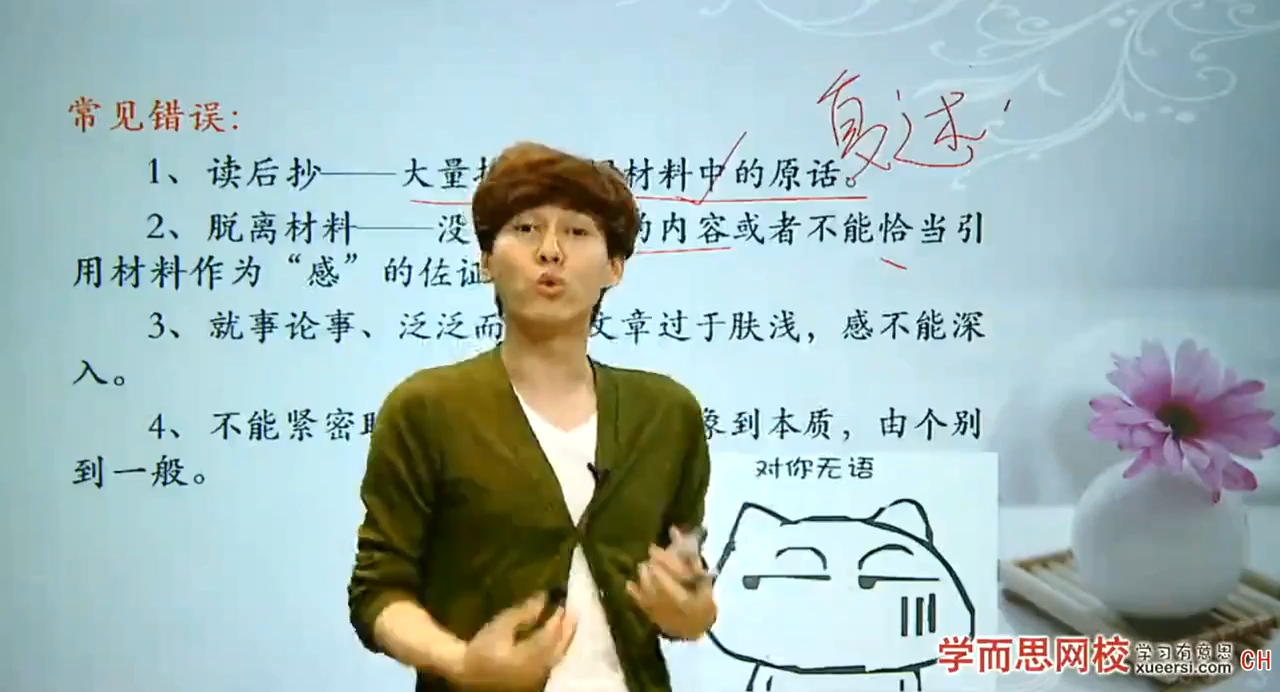 常见错误:
复述
1、读后抄——大量 材料中的原话。
2、脱离材料——没 的内容或者不能恰当引
用材料作为“感”的佐证
3、就事论事、泛泛而 文章过于肤浅，感不能深
入。
4、不能紧密 到本质，由个别
到一般。
对你无语
学而思网校 学习有意思
xueersi.com CH